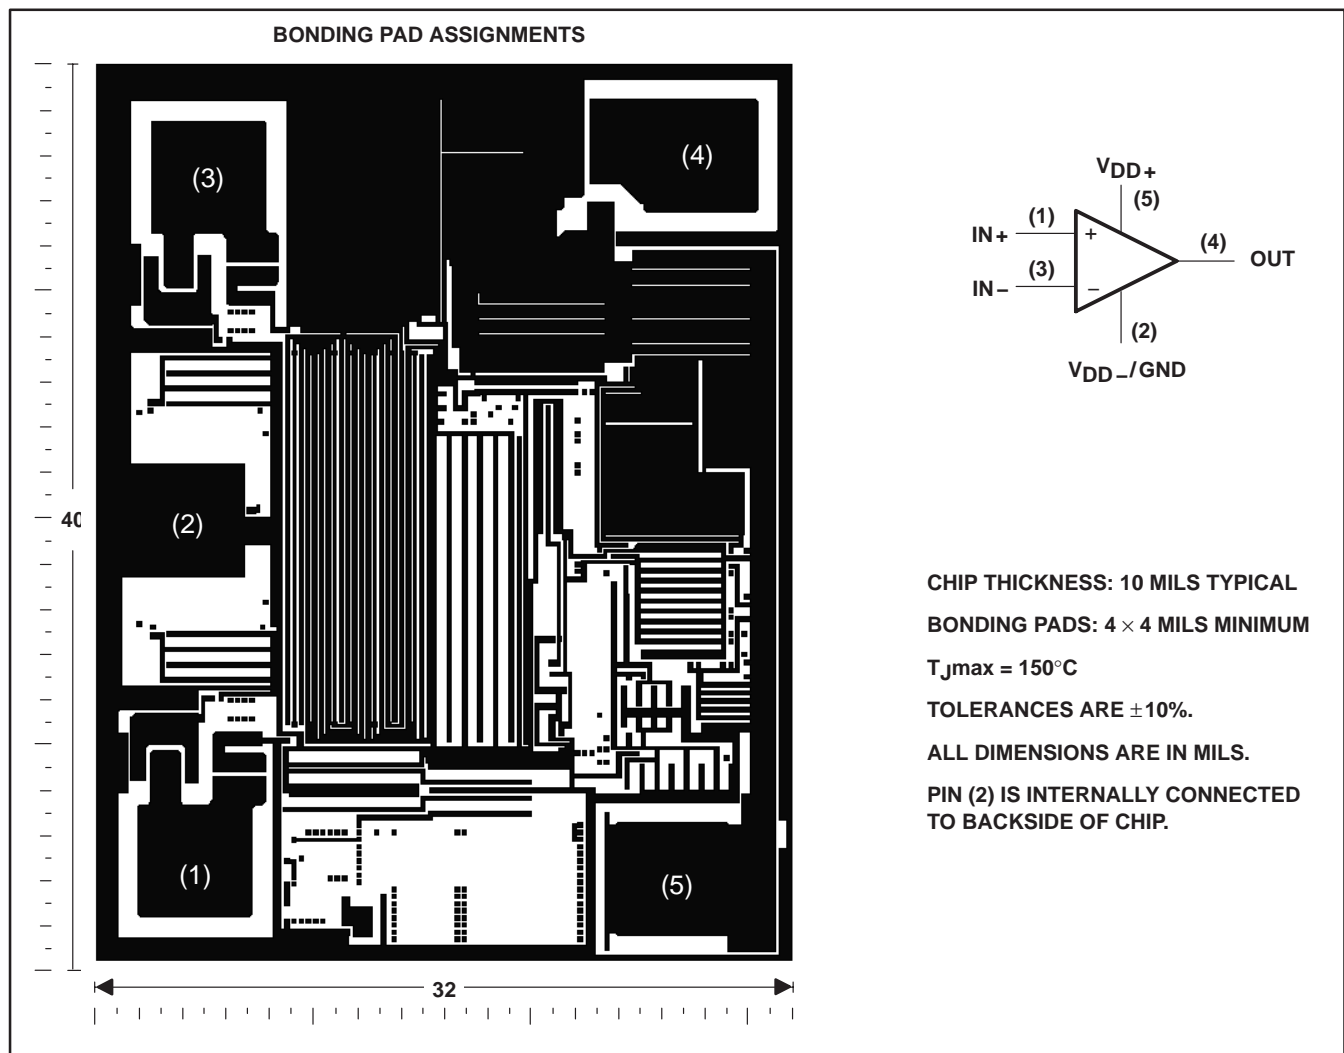 BONDING PAD ASSIGNMENTS
(3)
(4)
(2)
(1)
(5)
40
32
VDD+
(5)
(1)
IN+
+
(4)
OUT
(3)
IN−
−
(2)
VDD−/GND
CHIP THICKNESS: 10 MILS TYPICAL
BONDING PADS: 4 × 4 MILS MINIMUM
TJmax = 150°C
TOLERANCES ARE ±10%.
ALL DIMENSIONS ARE IN MILS.
PIN (2) IS INTERNALLY CONNECTED
TO BACKSIDE OF CHIP.